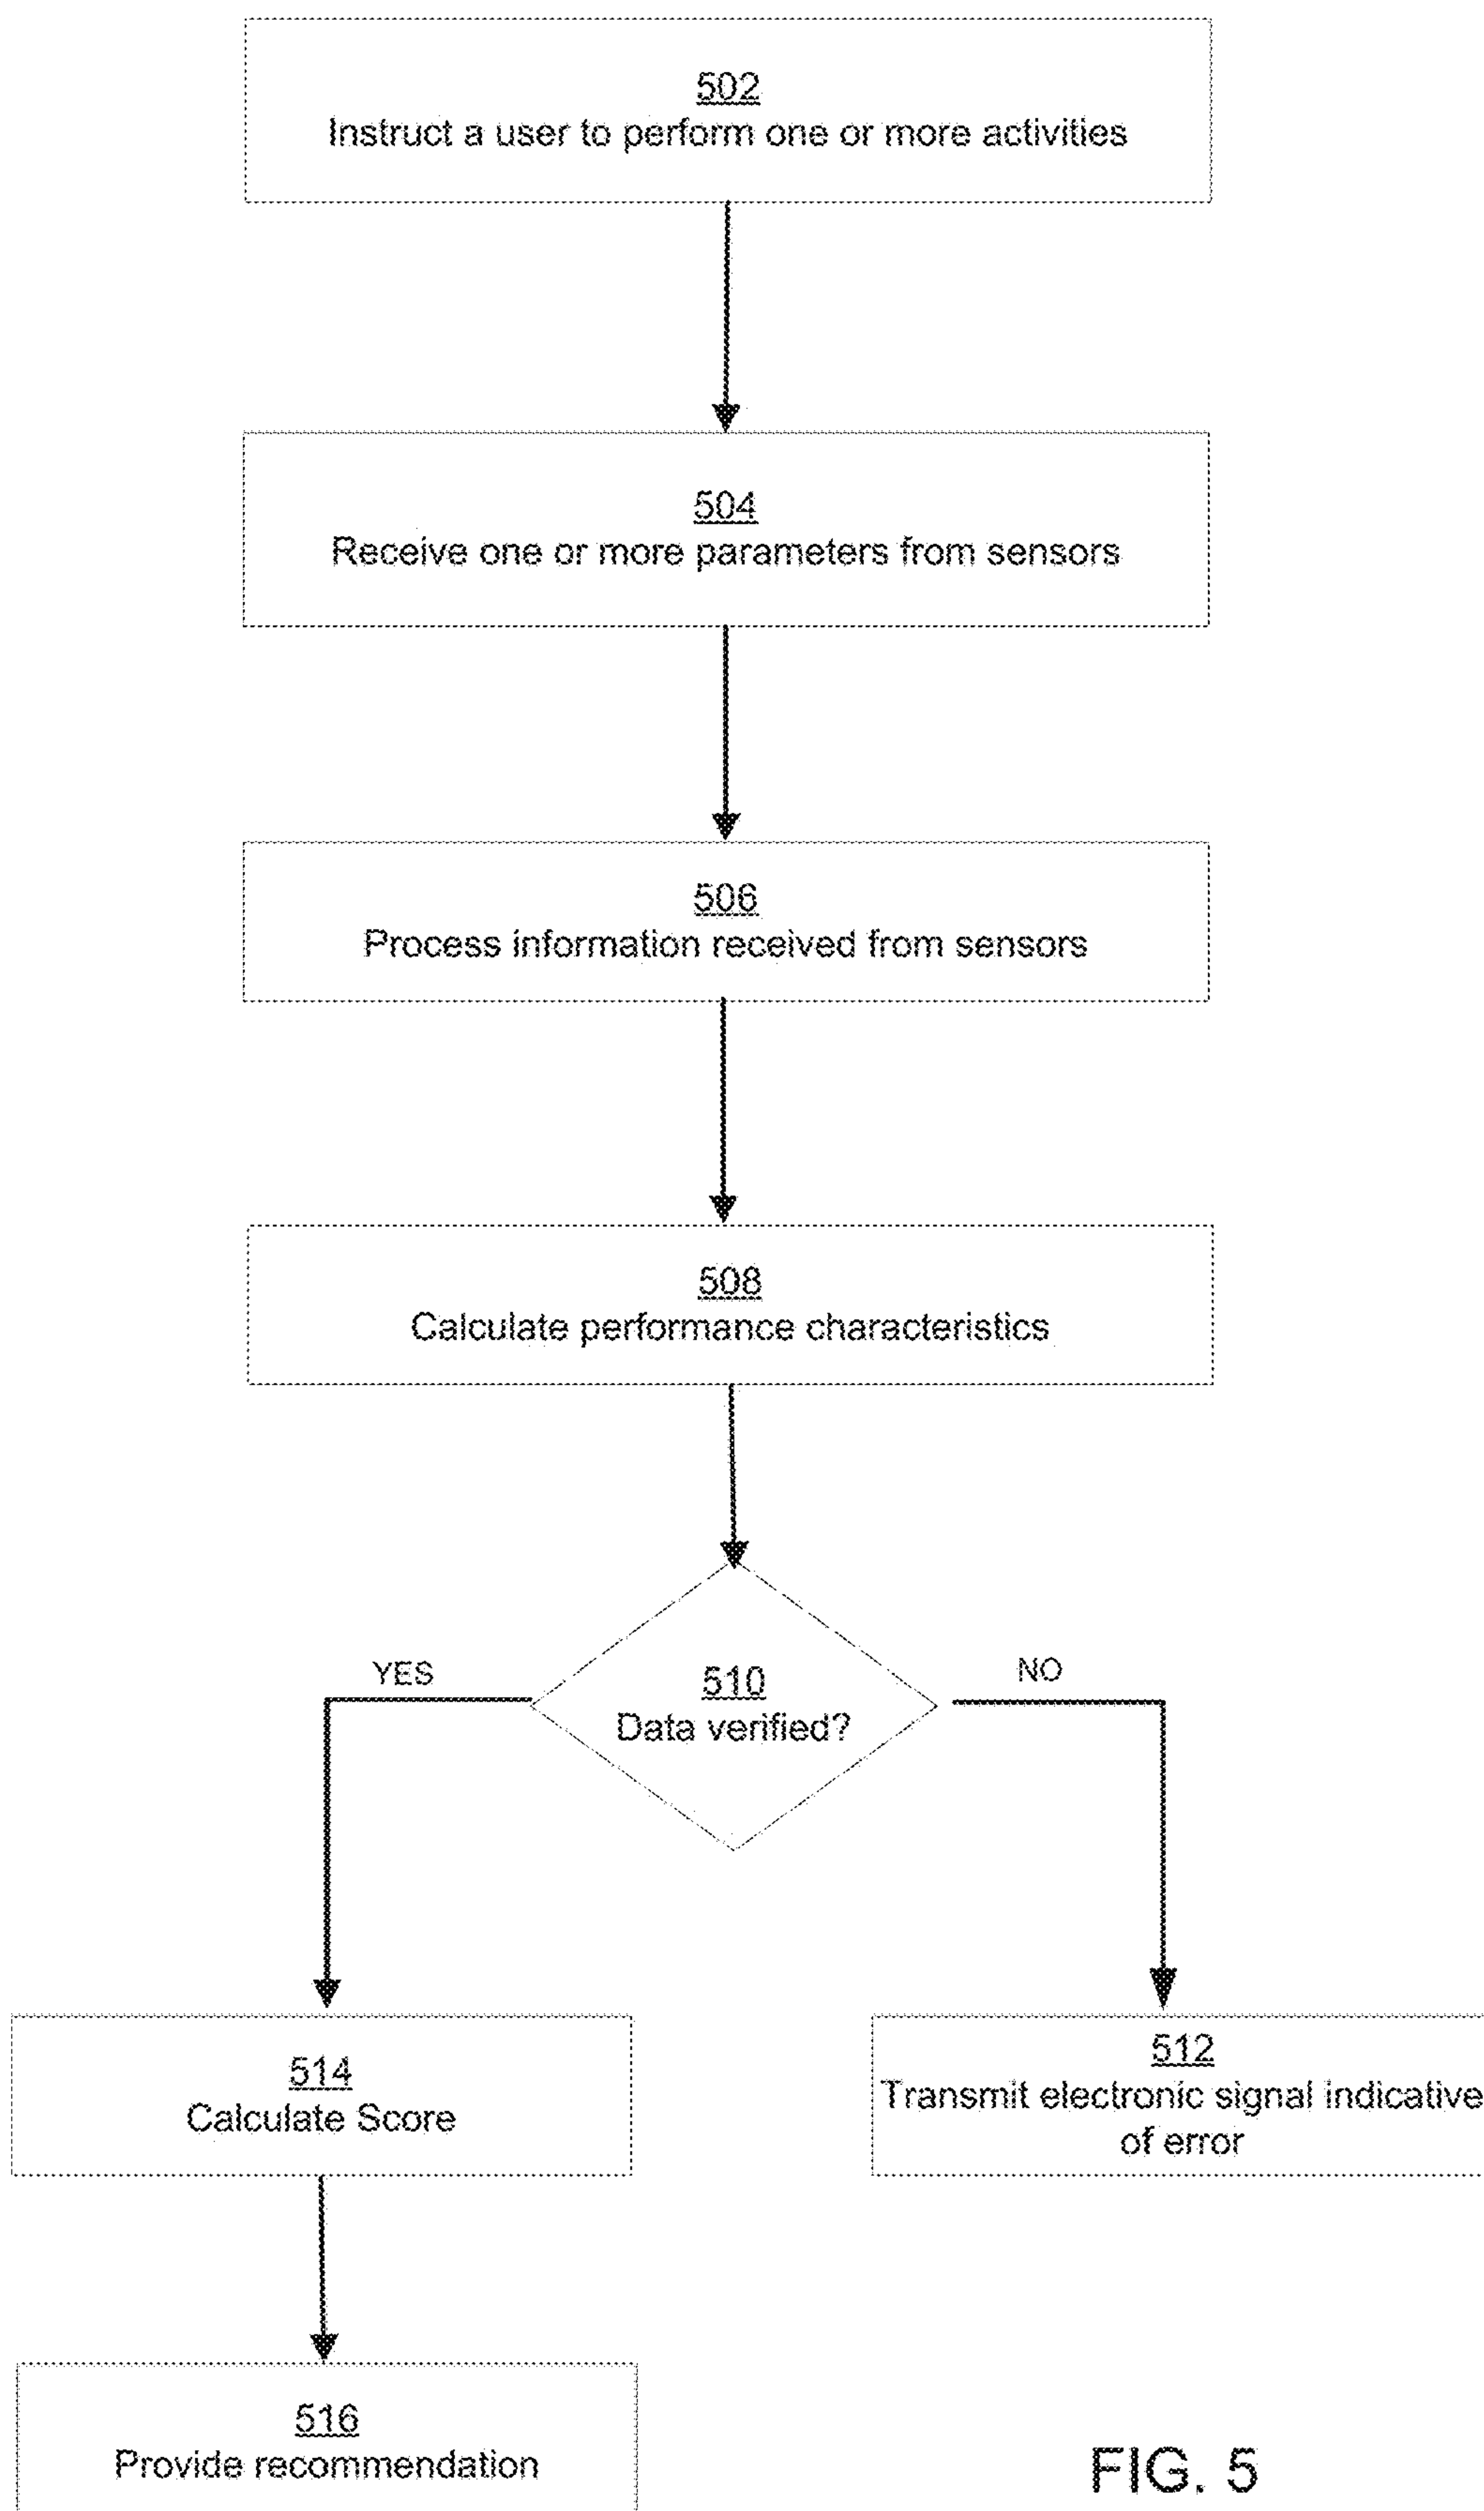 502
Instruct a user to perform one or more activities
504
Receive one or more parameters from sensors
506
Process information received from sensors
508
Calculate performance characteristics
510
Data verified?
YES
NO
514
Calculate Score
512
Transmit electronic signal indicative
of error
516
Provide recommendation
FIG. 5